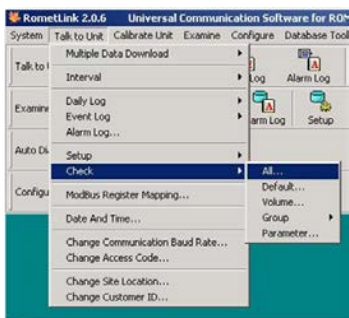 RometLink 2.0.6 Universal Communication Software for ROM
System Talk to Unit Calibrate Unit Examine Configure Database Tool
Talk to
Multiple Data Download
Interval
Log
Alarm Log
Examine
Daily Log
Event Log
Alarm Log...
arm Log
Setup
Auto Di
Setup
Check
All...
Configu
ModBus Register Mapping...
Default...
Volume...
Date And Time...
Group
Parameter...
Change Communication Baud Rate...
Change Access Code...
Change Site Location...
Change Customer ID...